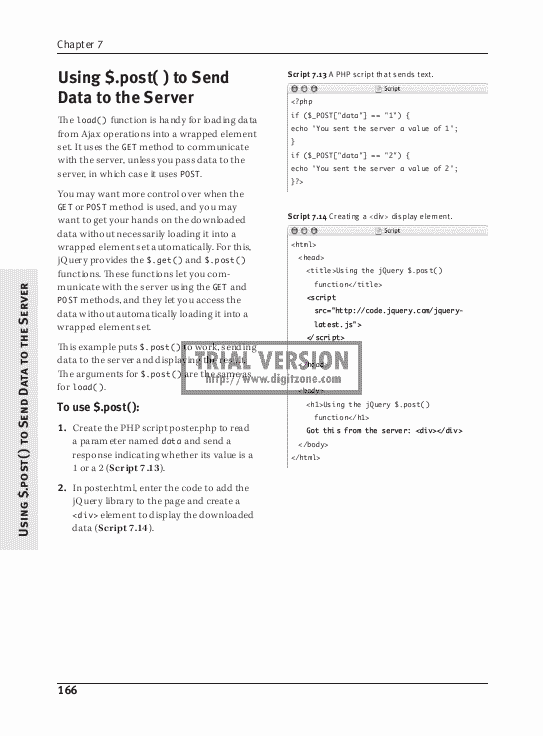 Chapter 7
Using $.post( ) to Send
Data to the Server
The load() function is handy for loading data
from Ajax operations into a wrapped element
set. It uses the GET method to communicate
with the server, unless you pass data to the
server, in which case it uses POST.
You may want more control over when the
GET or POST method is used, and you may
want to get your hands on the downloaded
data without necessarily loading it into a
wrapped element set automatically. For this,
jQuery provides the $.get() and $.post()
functions. These functions let you com-
municate with the server using the GET and
POST methods, and they let you access the
data without automatically loading it into a
wrapped element set.
This example puts $.post() to work, sending
data to the server and displaying the result.
The arguments for $.post() are the same as
for load().
To use $.post():
1. Create the PHP script poster.php to read
a parameter named data and send a
response indicating whether its value is a
1 or a 2 (Script 7.13).
2. In poster.html, enter the code to add the
jQuery library to the page and create a
<div> element to display the downloaded
data (Script 7.14).
Script 7.13 A PHP script that sends text.
Script
<?php
if ($_POST["data"] == "1") {
echo 'You sent the server a value of 1';
}
if ($_POST["data"] == "2") {
echo 'You sent the server a value of 2';
}?>
Script 7.14 Creating a <div> display element.
Script
<html>
<head>
<title>Using the jQuery $.post()
function</title>
<script
src="http://code.jquery.com/jquery-
latest.js">
</script>
</head>
<body>
<h1>Using the jQuery $.post()
function</h1>
Got this from the server: <div></div>
</body>
</html>
TRIAL VERSION
http://www.digitzone.com
Using $.post() to Send Data to the Server
166